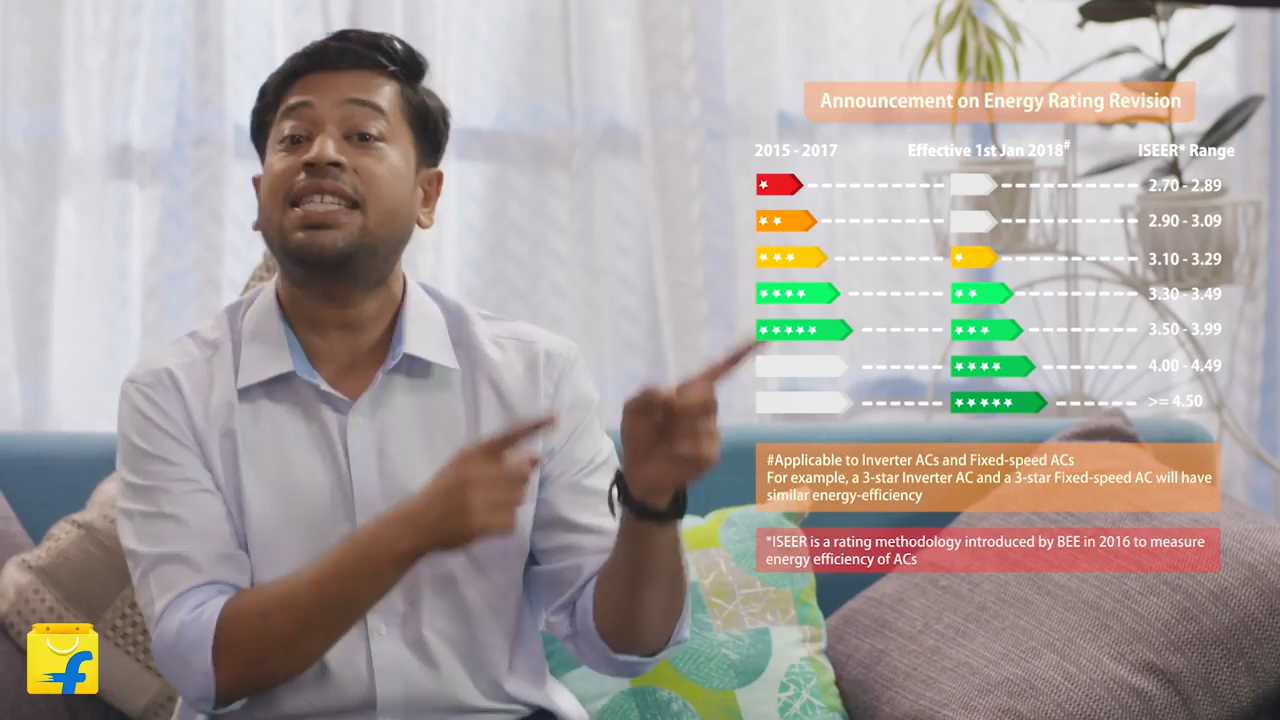 Announcement on Energy Rating Revision
2015 - 2017 Effective 1st Jan 2018# ISEER* Range
2.70 - 2.89
2.90 - 3.09
3.10 - 3.29
3.30 - 3.49
3.50 - 3.99
4.00 - 4.49
>= 4.50
#Applicable to Inverter ACs and Fixed-speed ACs
For example, a 3-star Inverter AC and a 3-star Fixed-speed AC will have
similar energy-efficiency
*ISEER is a rating methodology introduced by BEE in 2016 to measure
energy efficiency of ACs
f